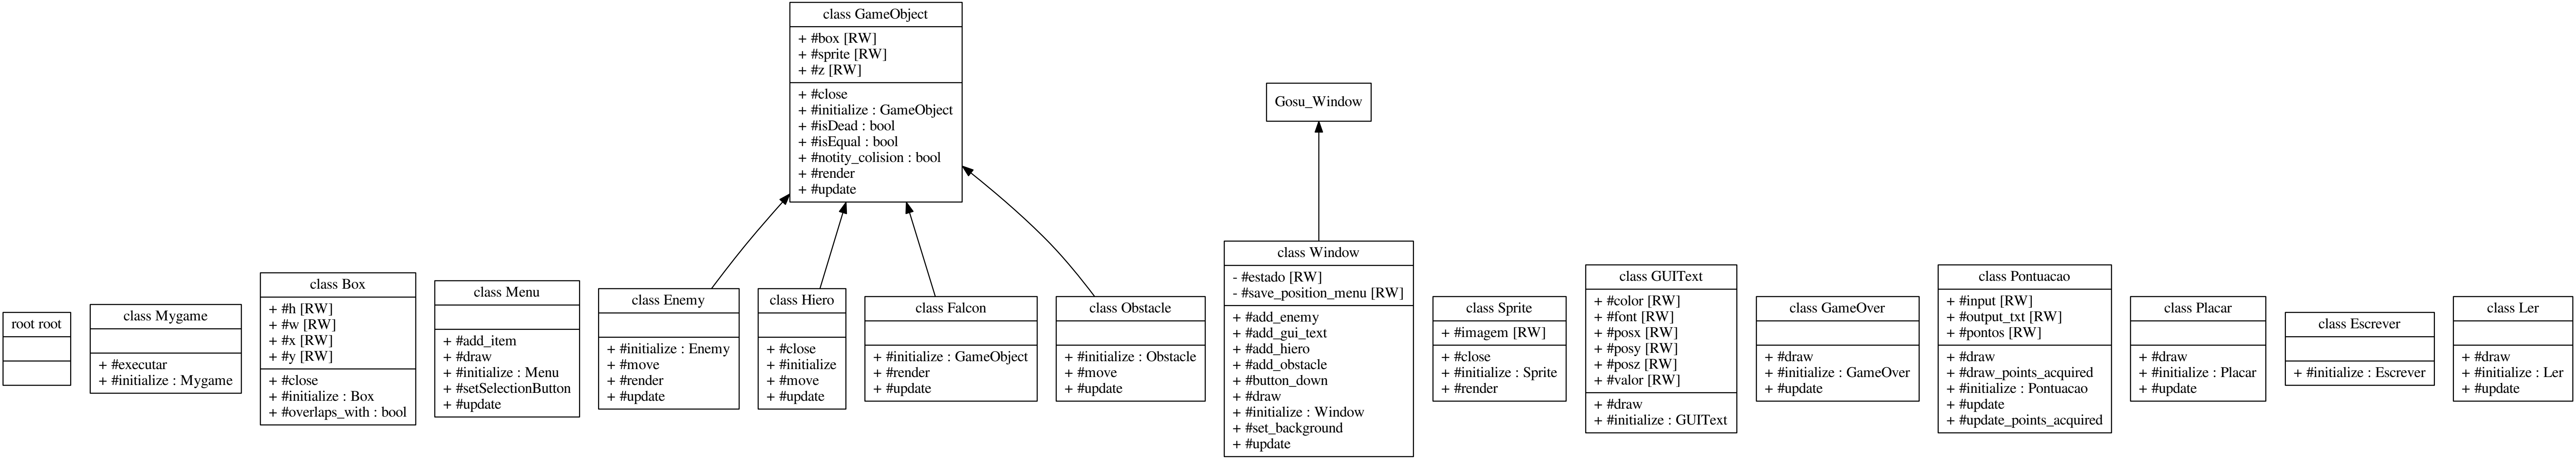 class GameObject
+ #box [RW]
+ #sprite [RW]
+ #z [RW]
+ #close
+ #initialize : GameObject
+ #isDead : bool
+ #isEqual : bool
+ #notity_colision : bool
+ #render
+ #update
Gosu_Window
root root
class Mygame
+ #executar
+ #initialize : Mygame
class Box
+ #h [RW]
+ #w [RW]
+ #x [RW]
+ #y [RW]
+ #close
+ #initialize : Box
+ #overlaps_with : bool
class Menu
+ #add_item
+ #draw
+ #initialize : Menu
+ #setSelectionButton
+ #update
class Enemy
+ #initialize : Enemy
+ #move
+ #render
+ #update
class Hiero
+ #close
+ #initialize
+ #move
+ #update
class Falcon
+ #initialize : GameObject
+ #render
+ #update
class Obstacle
+ #initialize : Obstacle
+ #move
+ #update
class Window
- #estado [RW]
- #save_position_menu [RW]
+ #add_enemy
+ #add_gui_text
+ #add_hiero
+ #add_obstacle
+ #button_down
+ #draw
+ #initialize : Window
+ #set_background
+ #update
class Sprite
+ #imagem [RW]
+ #close
+ #initialize : Sprite
+ #render
class GUIText
+ #color [RW]
+ #font [RW]
+ #posx [RW]
+ #posy [RW]
+ #posz [RW]
+ #valor [RW]
+ #draw
+ #initialize : GUIText
class GameOver
+ #draw
+ #initialize : GameOver
+ #update
class Pontuacao
+ #input [RW]
+ #output_txt [RW]
+ #pontos [RW]
+ #draw
+ #draw_points_acquired
+ #initialize : Pontuacao
+ #update
+ #update_points_acquired
class Placar
+ #draw
+ #initialize : Placar
+ #update
class Escrever
+ #initialize : Escrever
class Ler
+ #draw
+ #initialize : Ler
+ #update